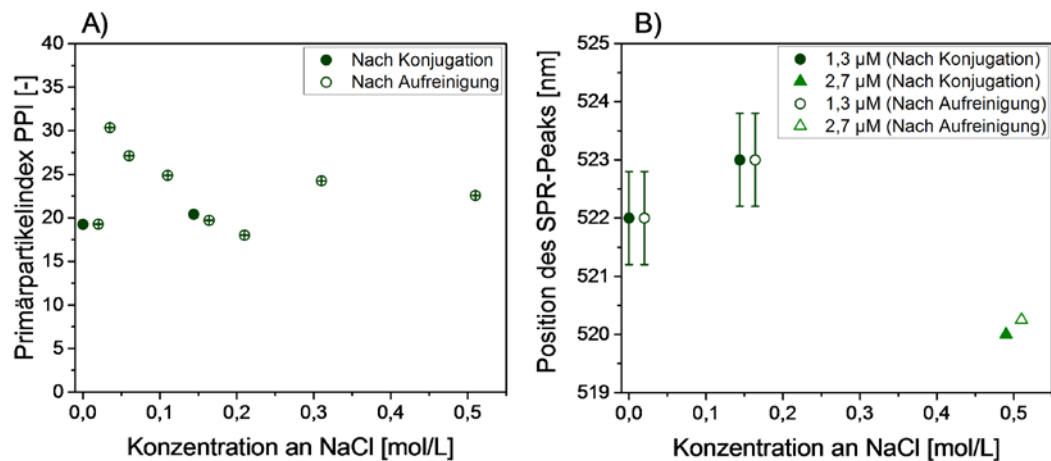 A)
Primärpartikelindex PPI [-]
40
35
30
25
20
15
10
5
0
Nach Konjugation
Nach Aufreinigung
0,0 0,1 0,2 0,3 0,4 0,5
Konzentration an NaCl [mol/L]
B)
Position des SPR-Peaks [nm]
525
524
523
522
521
520
519
1,3 µM (Nach Konjugation)
2,7 µM (Nach Konjugation)
1,3 µM (Nach Aufreinigung)
2,7 µM (Nach Aufreinigung)
0,0 0,1 0,2 0,3 0,4 0,5
Konzentration an NaCl [mol/L]